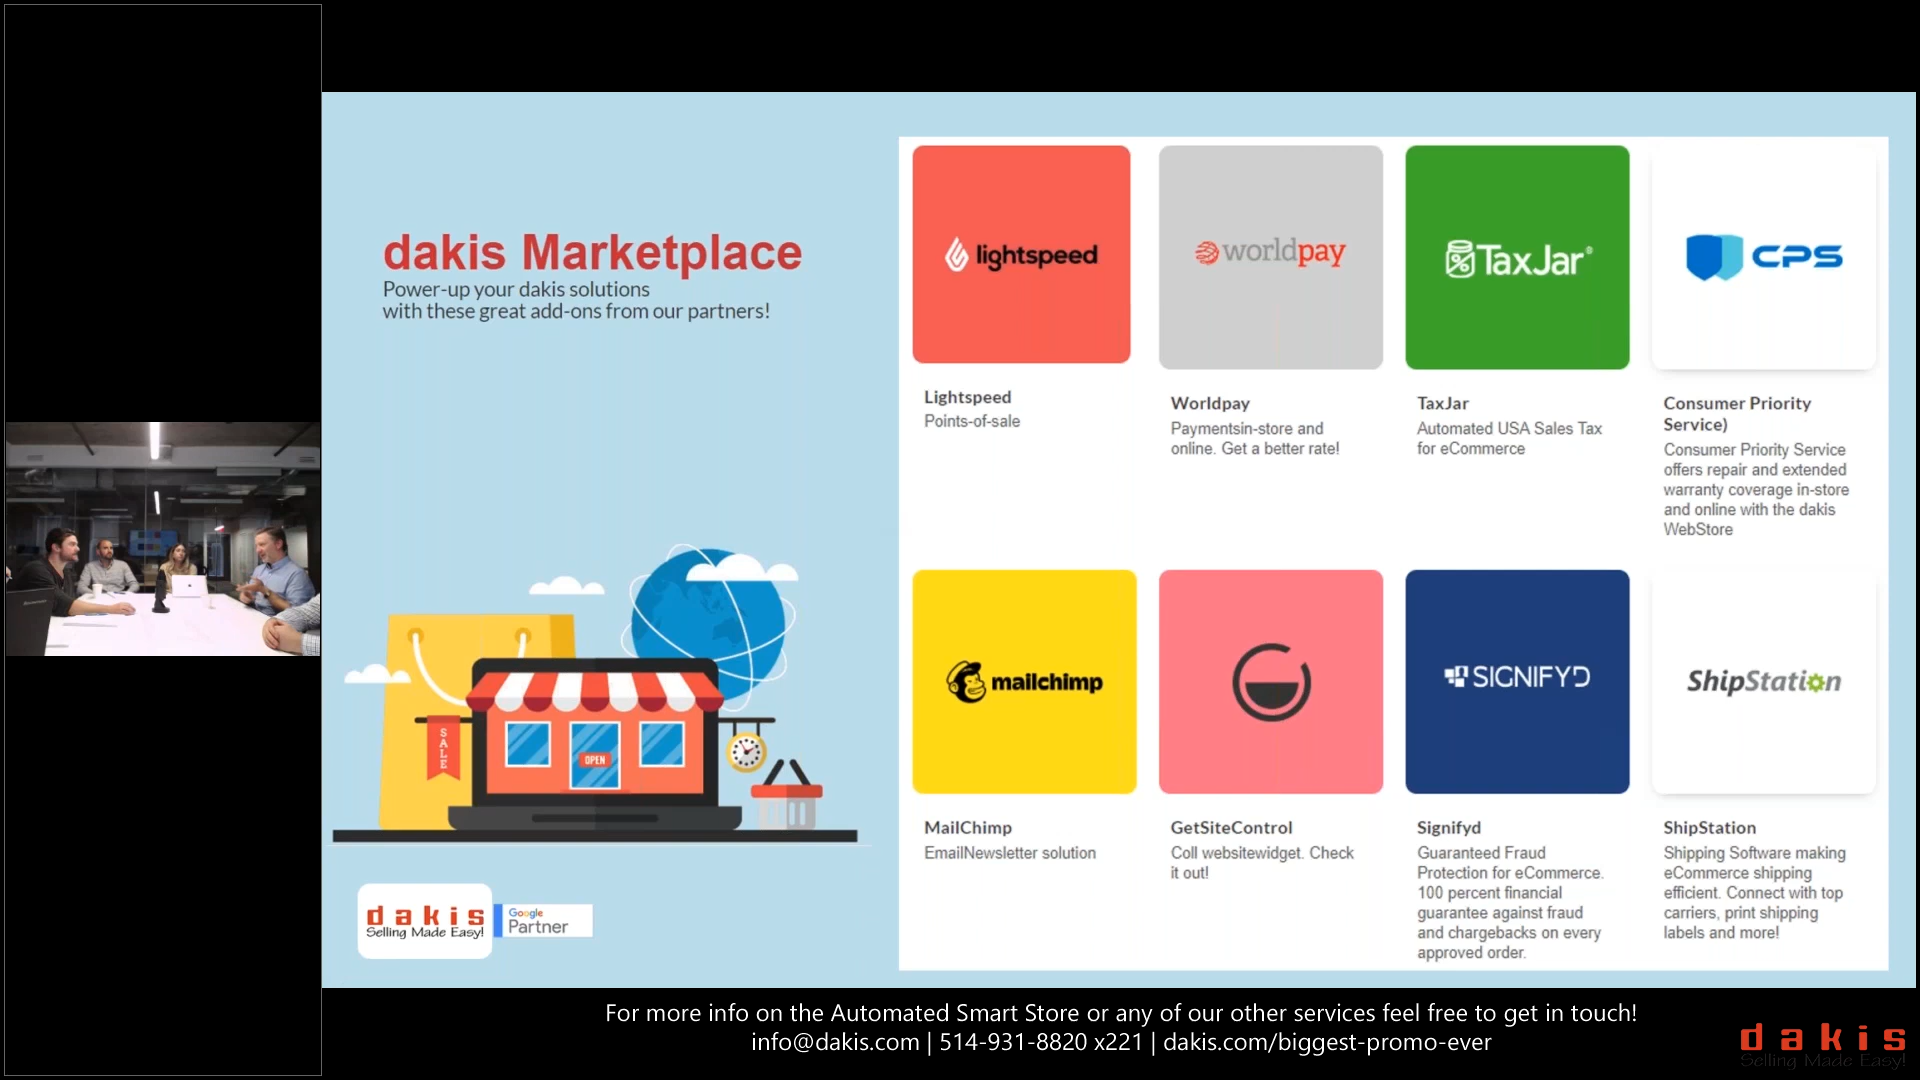 dakis Marketplace
Power-up your dakis solutions
with these great add-ons from our partners!
SALE
OPEN
dakis
Selling Made Easy!
Google
Partner
lightspeed
Lightspeed
Points-of-sale
worldpay
Worldpay
Paymentsin-store and
online. Get a better rate!
TaxJar®
TaxJar
Automated USA Sales Tax
for eCommerce
CPS
Consumer Priority
Service)
Consumer Priority Service
offers repair and extended
warranty coverage in-store
and online with the dakis
WebStore
mailchimp
MailChimp
EmailNewsletter solution
GetSiteControl
Coll websitewidget. Check
it out!
SIGNIFYD
Signifyd
Guaranteed Fraud
Protection for eCommerce.
100 percent financial
guarantee against fraud
and chargebacks on every
approved order.
ShipStation
ShipStation
Shipping Software making
eCommerce shipping
efficient. Connect with top
carriers, print shipping
labels and more!
For more info on the Automated Smart Store or any of our other services feel free to get in touch!
info@dakis.com | 514-931-8820 x221 | dakis.com/biggest-promo-ever
dakis
Selling Made Easy!